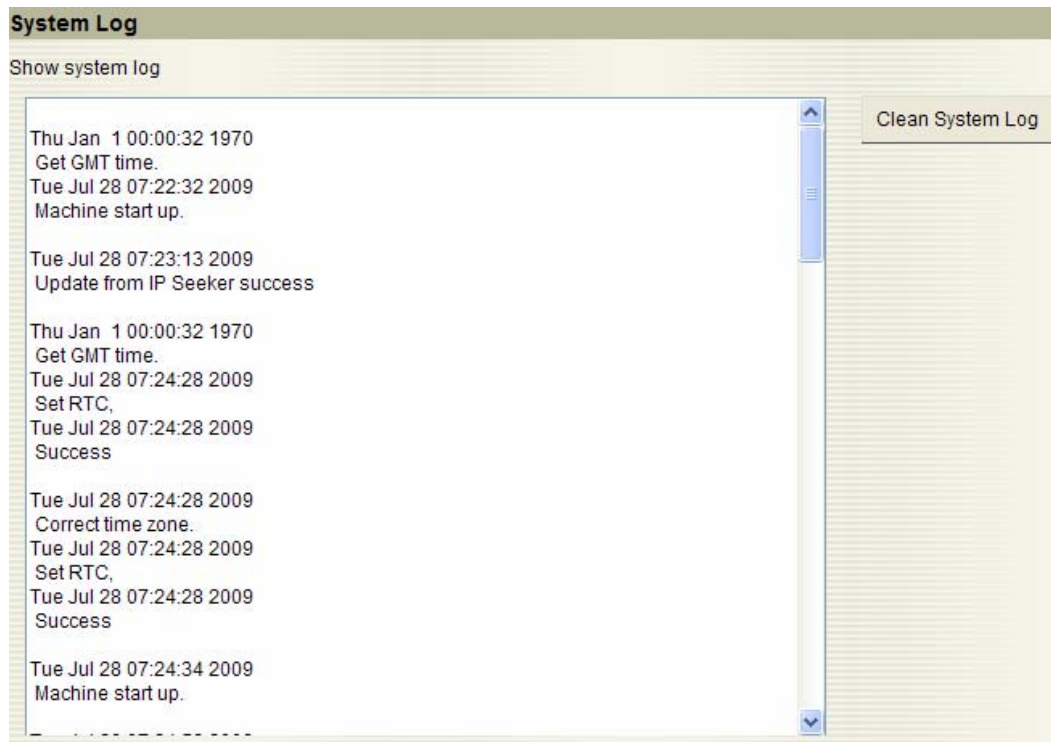 System Log
Show system log
Clean System Log
Thu Jan  1 00:00:32 1970
Get GMT time.
Tue Jul 28 07:22:32 2009
Machine start up.
Tue Jul 28 07:23:13 2009
Update from IP Seeker success
Thu Jan  1 00:00:32 1970
Get GMT time.
Tue Jul 28 07:24:28 2009
Set RTC,
Tue Jul 28 07:24:28 2009
Success
Tue Jul 28 07:24:28 2009
Correct time zone.
Tue Jul 28 07:24:28 2009
Set RTC,
Tue Jul 28 07:24:28 2009
Success
Tue Jul 28 07:24:34 2009
Machine start up.